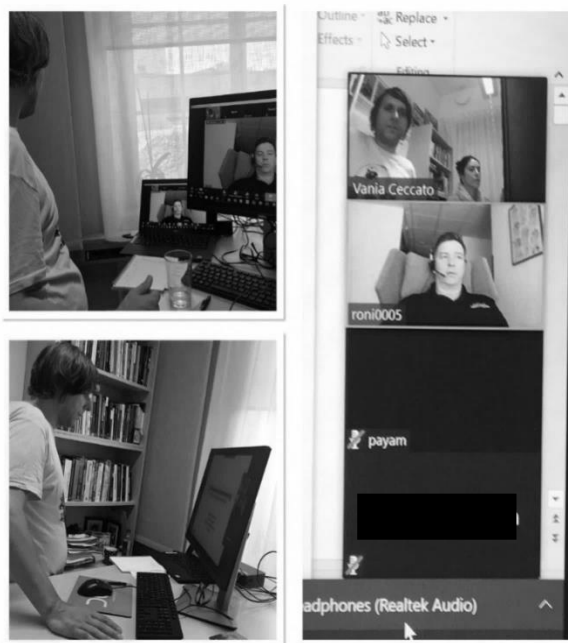 Outline
Replace
Effects
Select
Editing
Vania Ceccato
roni0005
payam
adphones (Realtek Audio)